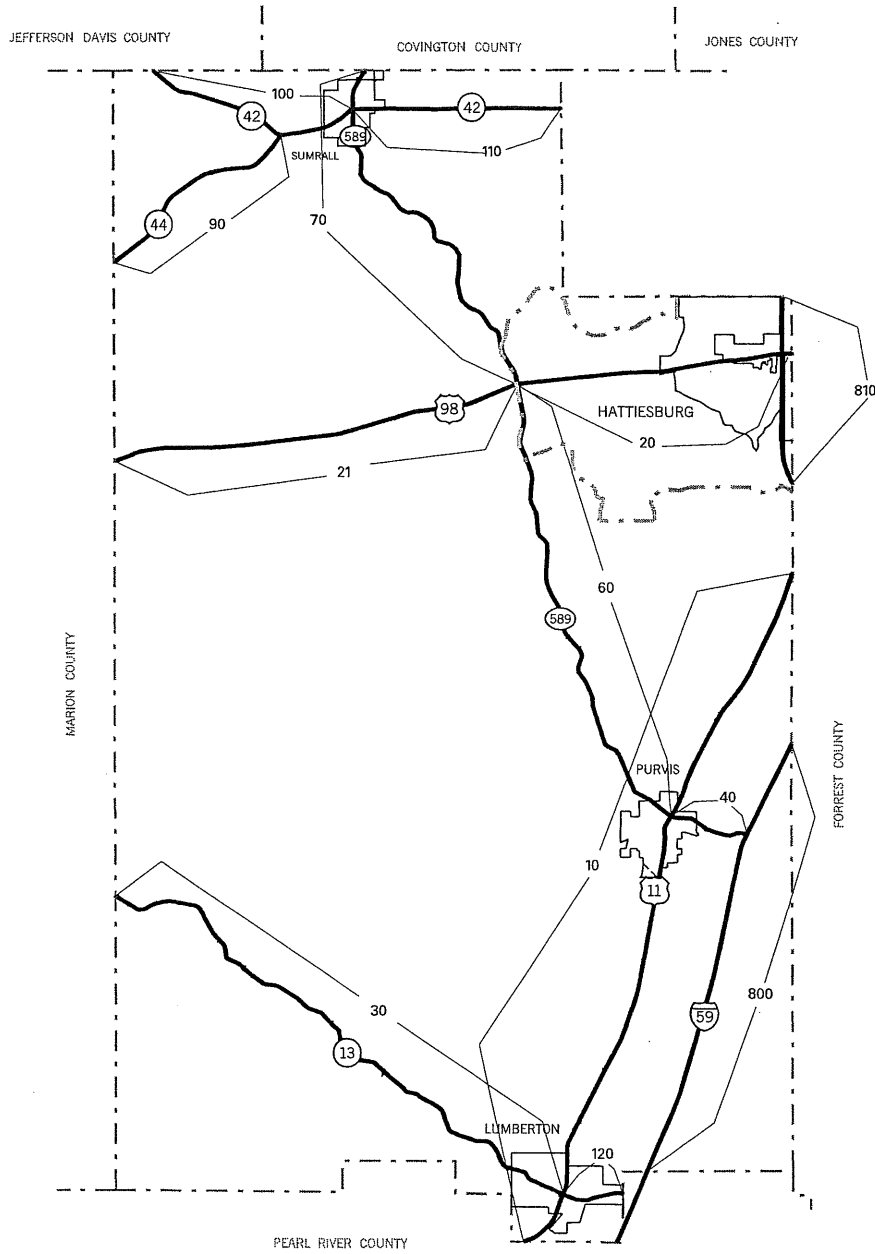 JEFFERSON DAVIS COUNTY
COVINGTON COUNTY
JONES COUNTY
100
42
42
589
SUMRALL
110
44
90
70
810
98
HATTIESBURG
20
21
60
589
MARION COUNTY
FORREST COUNTY
PURVIS
40
10
11
800
30
59
13
LUMBERTON
120
PEARL RIVER COUNTY